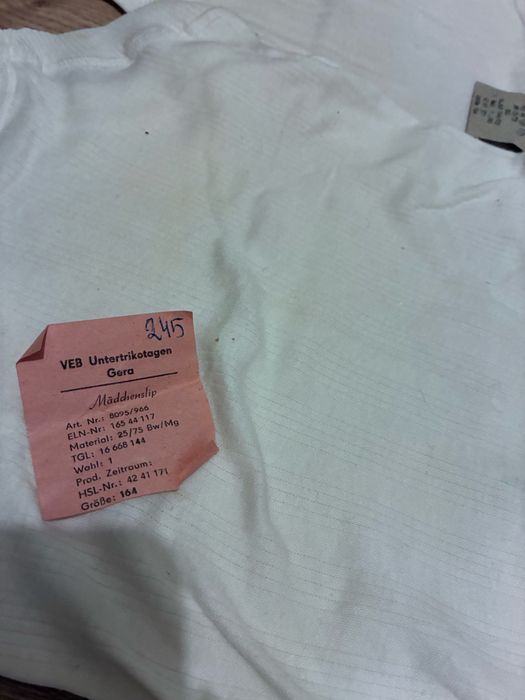 245
VEB Untertrikotagen
Gera
Mädchenslip
Art. Nr.: 8095/966
ELN-Nr: 165 44 117
Material: 25/75 Bw/Mg
TGL: 16 668 144
Wahl: 1
Prod. Zeitraum:
HSL-Nr.: 42 41 171
Größe: 164